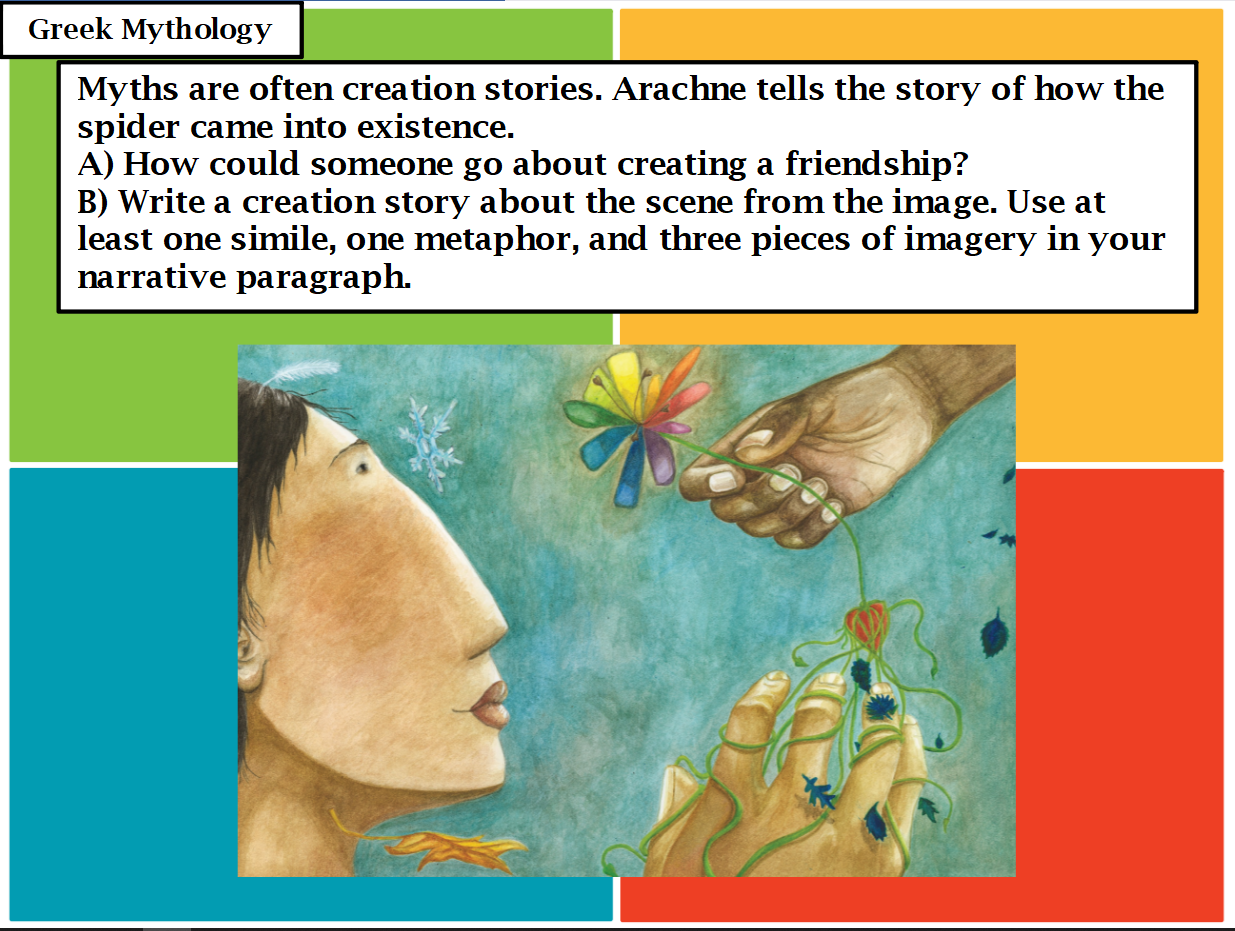 Greek Mythology
Myths are often creation stories. Arachne tells the story of how the
spider came into existence.
A) How could someone go about creating a friendship?
B) Write a creation story about the scene from the image. Use at
least one simile, one metaphor, and three pieces of imagery in your
narrative paragraph.